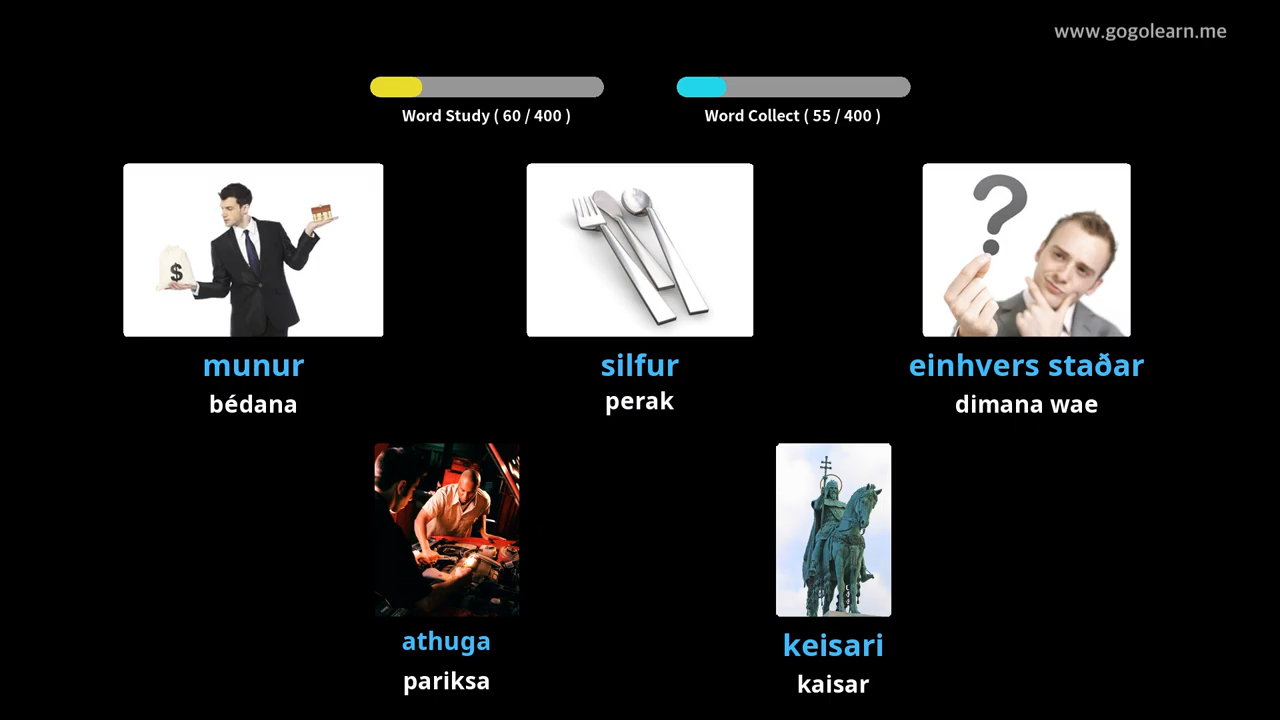 www.gogolearn.me
Word Study ( 60 / 400 )
Word Collect ( 55 / 400 )
$
?
munur
silfur
einhvers staðar
bédana
perak
dimana wae
athuga
keisari
pariksa
kaisar